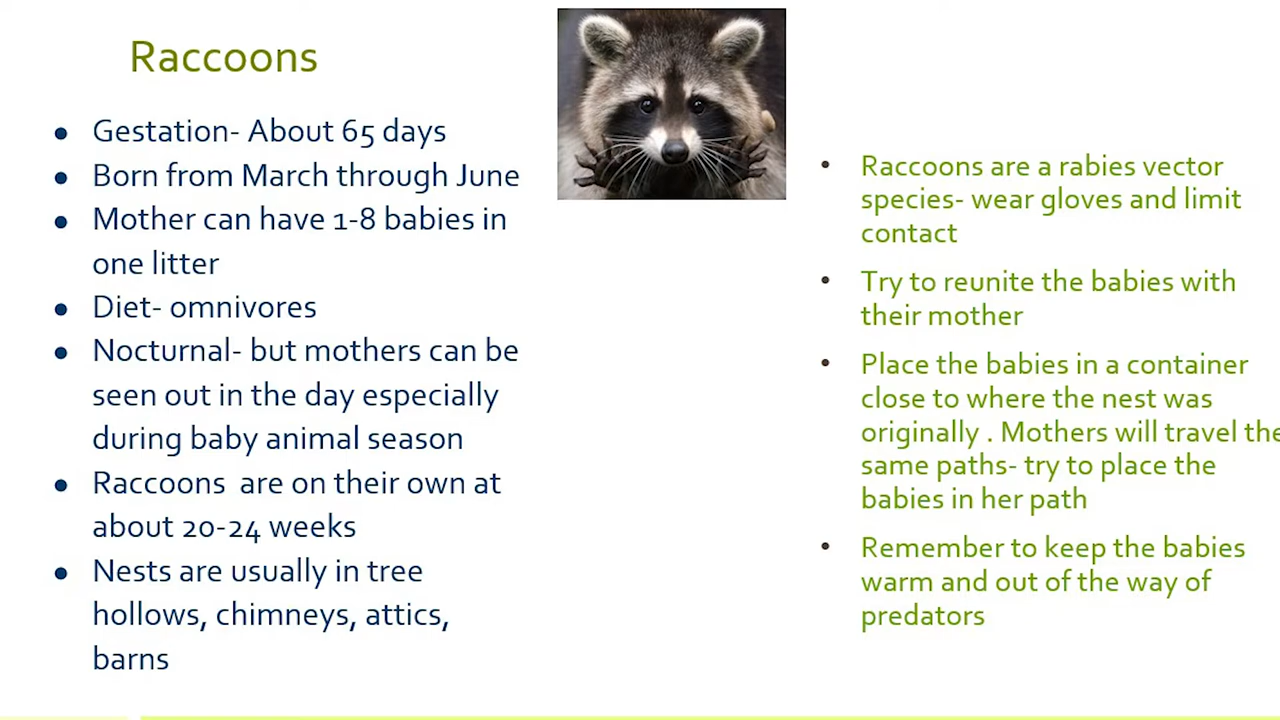 Raccoons
Gestation- About 65 days
Born from March through June
Mother can have 1-8 babies in
one litter
Diet- omnivores
Nocturnal- but mothers can be
seen out in the day especially
during baby animal season
Raccoons  are on their own at
about 20-24 weeks
Nests are usually in tree
hollows, chimneys, attics,
barns
Raccoons are a rabies vector
species- wear gloves and limit
contact
Try to reunite the babies with
their mother
Place the babies in a container
close to where the nest was
originally . Mothers will travel the
same paths- try to place the
babies in her path
Remember to keep the babies
warm and out of the way of
predators